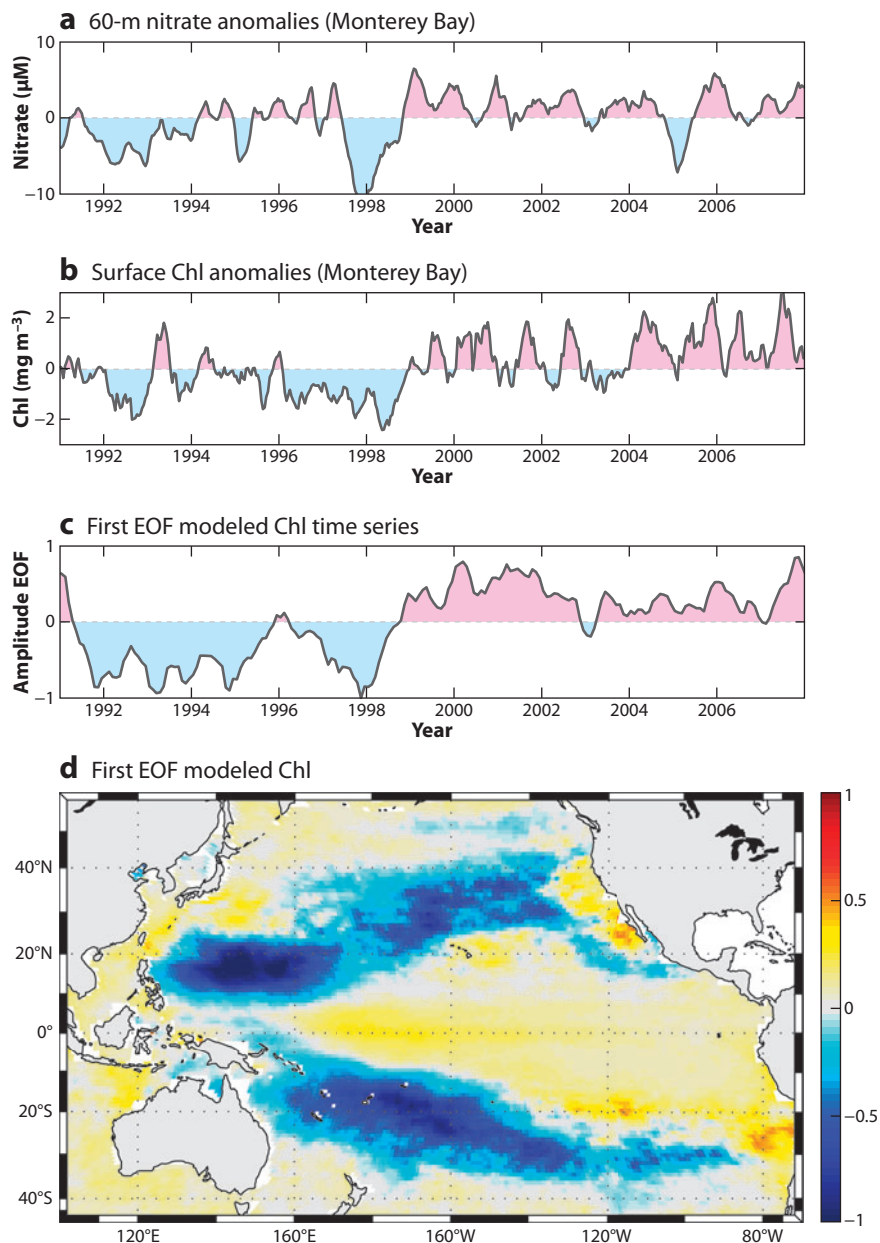 a 60-m nitrate anomalies (Monterey Bay)
10
0
−10
Nitrate (μM)
1992 1994 1996 1998 2000 2002 2004 2006
Year
b Surface Chl anomalies (Monterey Bay)
2
0
−2
Chl (mg m⁻³)
1992 1994 1996 1998 2000 2002 2004 2006
Year
c First EOF modeled Chl time series
1
0
−1
Amplitude EOF
1992 1994 1996 1998 2000 2002 2004 2006
Year
d First EOF modeled Chl
40°N
20°N
0°
20°S
40°S
120°E 160°E 160°W 120°W 80°W
1
0.5
0
−0.5
−1